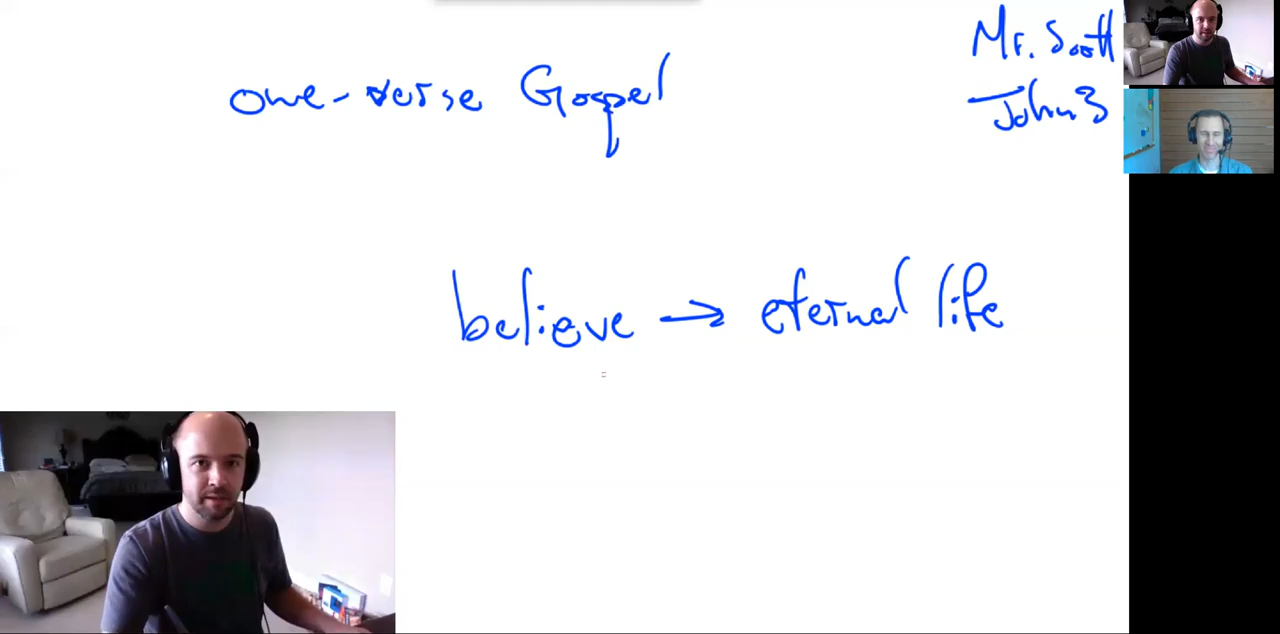 one-verse Gospel
Mr. Scott
John 3
believe → eternal life